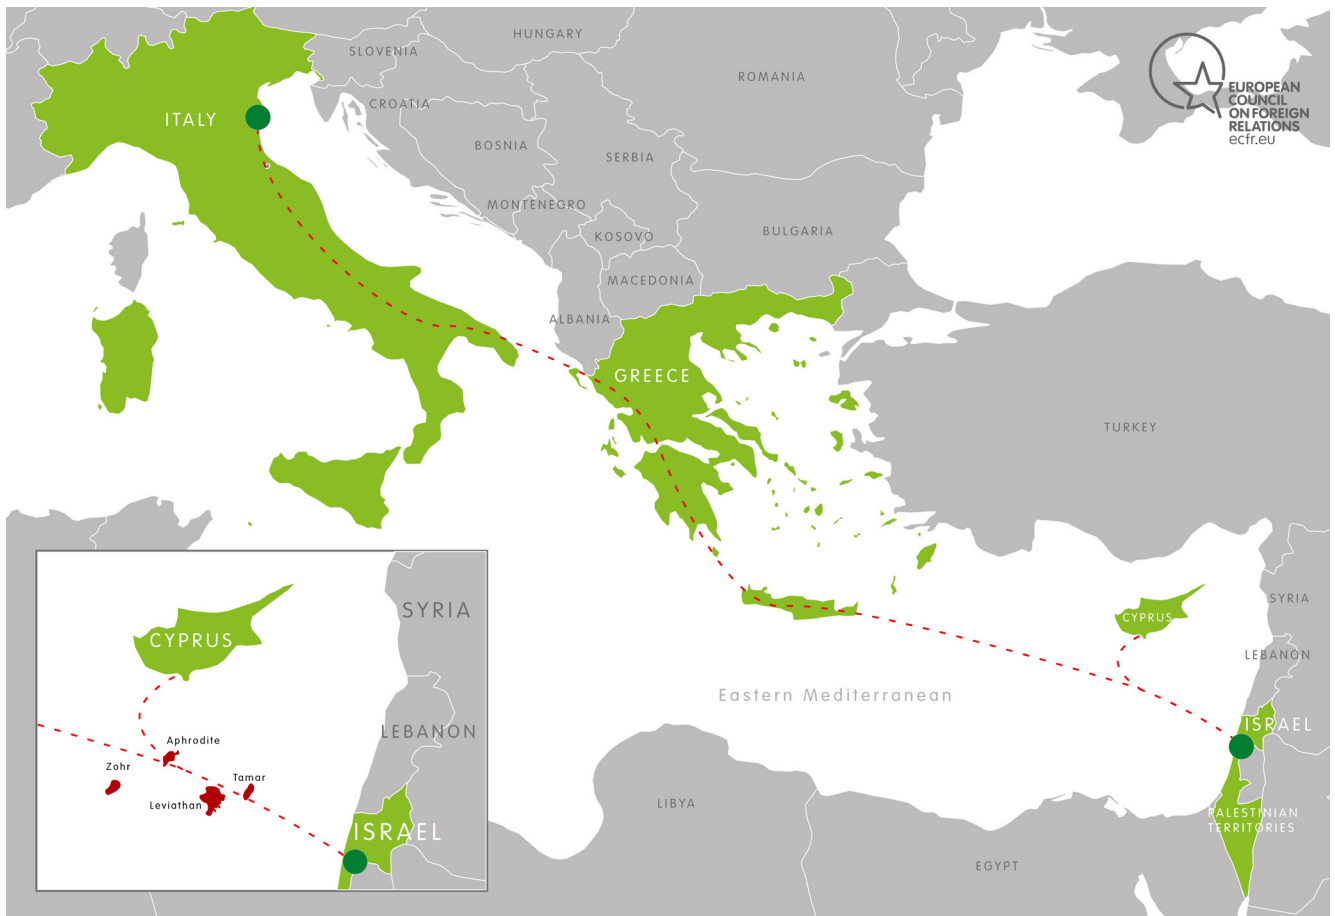 HUNGARY
SLOVENIA
ROMANIA
EUROPEAN
COUNCIL
ON FOREIGN
RELATIONS
ecfr.eu
CROATIA
ITALY
BOSNIA
SERBIA
MONTENEGRO
BULGARIA
KOSOVO
MACEDONIA
ALBANIA
GREECE
TURKEY
SYRIA
CYPRUS
LEBANON
Eastern Mediterranean
ISRAEL
LIBYA
PALESTINIAN
TERRITORIES
EGYPT
SYRIA
CYPRUS
LEBANON
Aphrodite
Zohr
Tamar
Leviathan
ISRAEL